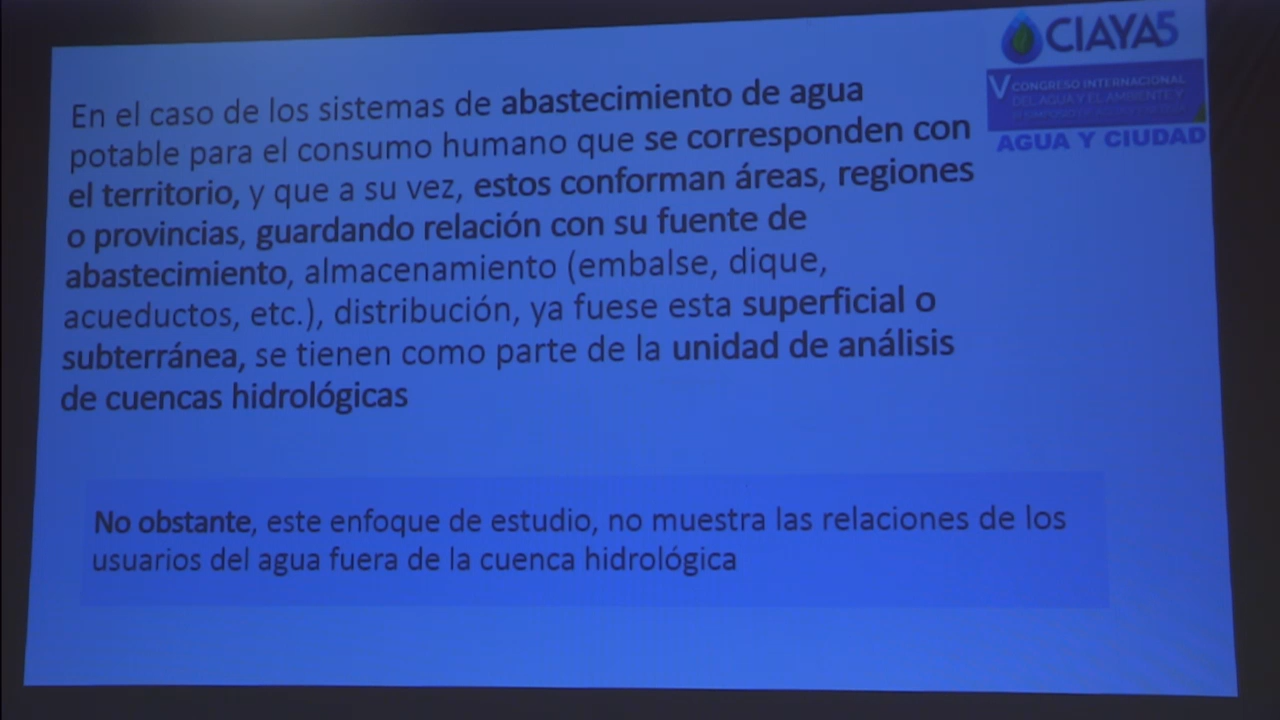 CIAYA5
V CONGRESO INTERNACIONAL
DEL AGUA Y EL AMBIENTE Y
AGUA Y CIUDAD
En el caso de los sistemas de abastecimiento de agua
potable para el consumo humano que se corresponden con
el territorio, y que a su vez, estos conforman áreas, regiones
o provincias, guardando relación con su fuente de
abastecimiento, almacenamiento (embalse, dique,
acueductos, etc.), distribución, ya fuese esta superficial o
subterránea, se tienen como parte de la unidad de análisis
de cuencas hidrológicas
No obstante, este enfoque de estudio, no muestra las relaciones de los
usuarios del agua fuera de la cuenca hidrológica